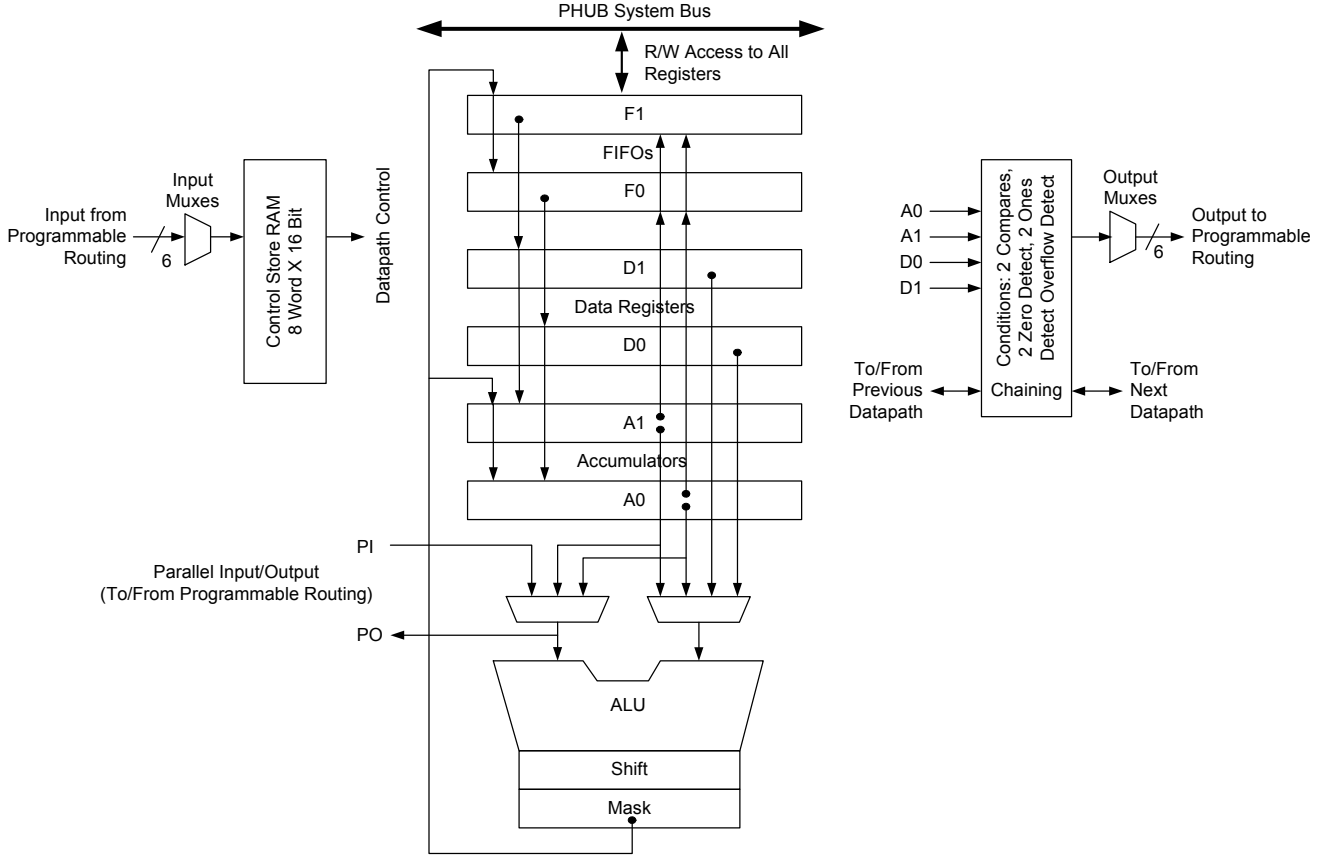 PHUB System Bus
R/W Access to All
Registers
F1
FIFOs
F0
D1
Data Registers
D0
A1
Accumulators
A0
Input from
Programmable
Routing
6
Input
Muxes
Control Store RAM
8 Word X 16 Bit
Datapath Control
PI
Parallel Input/Output
(To/From Programmable Routing)
PO
ALU
Shift
Mask
A0
A1
D0
D1
Conditions: 2 Compares,
2 Zero Detect, 2 Ones
Detect Overflow Detect
Chaining
To/From
Previous
Datapath
To/From
Next
Datapath
Output
Muxes
6
Output to
Programmable
Routing